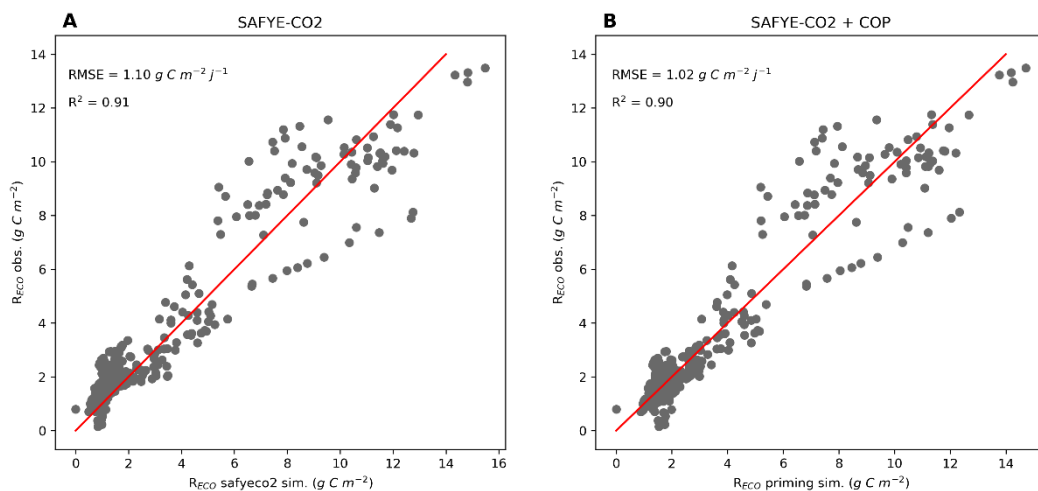 A
SAFYE-CO2
RMSE = 1.10 g C m⁻² j⁻¹
R² = 0.91
14
12
10
8
6
4
2
0
R_ECO obs. (g C m⁻²)
0 2 4 6 8 10 12 14 16
R_ECO safyeco2 sim. (g C m⁻²)
B
SAFYE-CO2 + COP
RMSE = 1.02 g C m⁻² j⁻¹
R² = 0.90
14
12
10
8
6
4
2
0
R_ECO obs. (g C m⁻²)
0 2 4 6 8 10 12 14
R_ECO priming sim. (g C m⁻²)